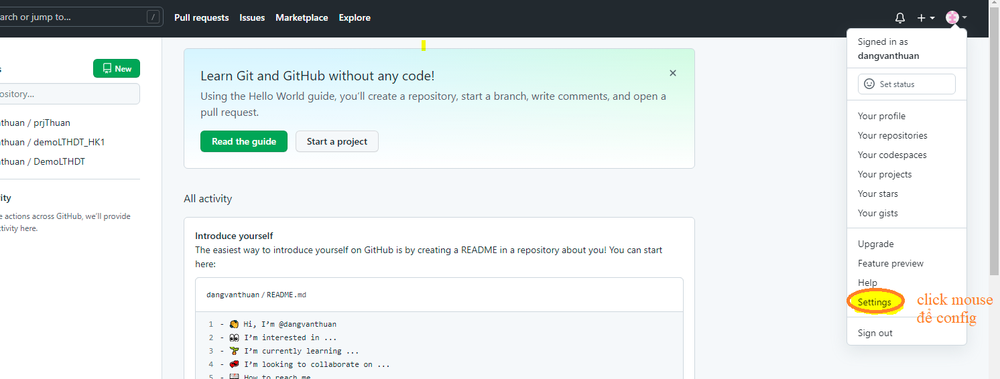 arch or jump to... /
Pull requests Issues Marketplace Explore
Signed in as
dangvanthuan
Set status
Your profile
Your repositories
Your codespaces
Your projects
Your stars
Your gists
Upgrade
Feature preview
Help
Settings
Sign out
click mouse
để config
s
New
ository...
thuan / prjThuan
thuan / demoLTHDT_HK1
thuan / DemoLTHDT
ity
e actions across GitHub, we'll provide
tivity here.
Learn Git and GitHub without any code!
Using the Hello World guide, you'll create a repository, start a branch, write comments, and open a
pull request.
Read the guide Start a project
All activity
Introduce yourself
The easiest way to introduce yourself on GitHub is by creating a README in a repository about you! You can start
here:
dangvanthuan / README.md
1 - 👋 Hi, I'm @dangvanthuan
2 - 👀 I'm interested in ...
3 - 🌱 I'm currently learning ...
4 - 💞️ I'm looking to collaborate on ...
5 - 📫 How to reach me